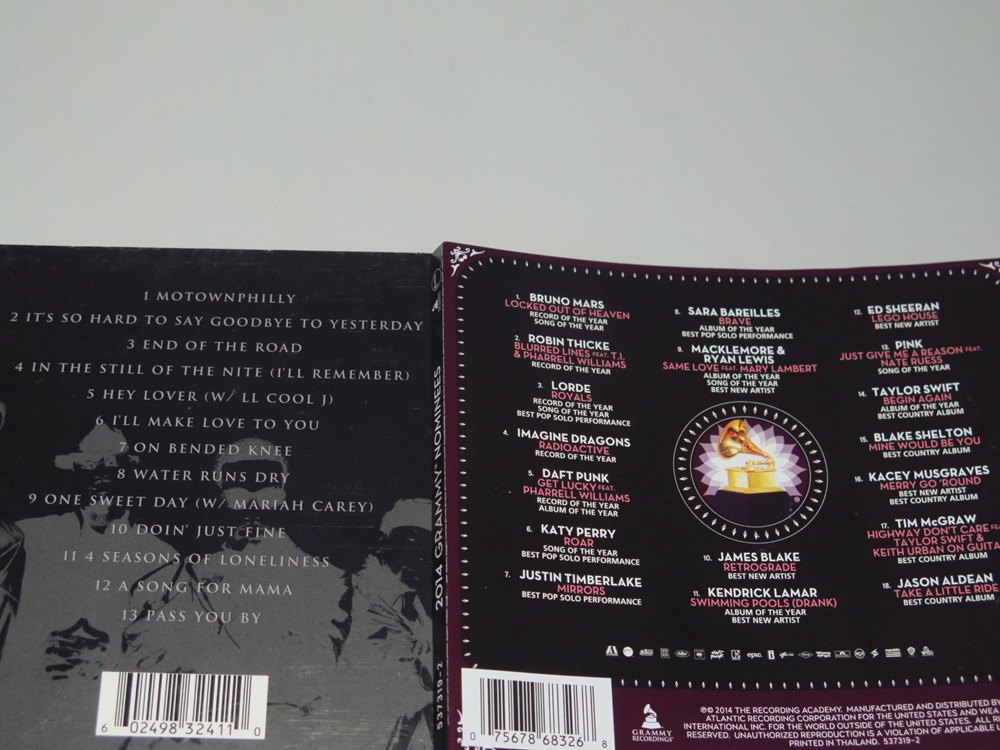 1 MOTOWNPHILLY
2 IT'S SO HARD TO SAY GOODBYE TO YESTERDAY
3 END OF THE ROAD
4 IN THE STILL OF THE NITE (I'LL REMEMBER)
5 HEY LOVER (W/ LL COOL J)
6 I'LL MAKE LOVE TO YOU
7 ON BENDED KNEE
8 WATER RUNS DRY
9 ONE SWEET DAY (W/ MARIAH CAREY)
10 DOIN' JUST FINE
11 4 SEASONS OF LONELINESS
12 A SONG FOR MAMA
13 PASS YOU BY
6 02498 32411 0
2014 GRAMMY NOMINEES
537319-2
1. BRUNO MARS
LOCKED OUT OF HEAVEN
RECORD OF THE YEAR
SONG OF THE YEAR
2. ROBIN THICKE
BLURRED LINES FEAT. T.I.
& PHARRELL WILLIAMS
RECORD OF THE YEAR
3. LORDE
ROYALS
RECORD OF THE YEAR
SONG OF THE YEAR
BEST POP SOLO PERFORMANCE
4. IMAGINE DRAGONS
RADIOACTIVE
RECORD OF THE YEAR
5. DAFT PUNK
GET LUCKY FEAT.
PHARRELL WILLIAMS
RECORD OF THE YEAR
ALBUM OF THE YEAR
6. KATY PERRY
ROAR
SONG OF THE YEAR
BEST POP SOLO PERFORMANCE
7. JUSTIN TIMBERLAKE
MIRRORS
BEST POP SOLO PERFORMANCE
8. SARA BAREILLES
BRAVE
ALBUM OF THE YEAR
BEST POP SOLO PERFORMANCE
9. MACKLEMORE &
RYAN LEWIS
SAME LOVE FEAT. MARY LAMBERT
ALBUM OF THE YEAR
SONG OF THE YEAR
BEST NEW ARTIST
10. JAMES BLAKE
RETROGRADE
BEST NEW ARTIST
11. KENDRICK LAMAR
SWIMMING POOLS (DRANK)
ALBUM OF THE YEAR
BEST NEW ARTIST
12. ED SHEERAN
LEGO HOUSE
BEST NEW ARTIST
13. PINK
JUST GIVE ME A REASON FEAT.
NATE RUESS
SONG OF THE YEAR
14. TAYLOR SWIFT
BEGIN AGAIN
ALBUM OF THE YEAR
BEST COUNTRY ALBUM
15. BLAKE SHELTON
MINE WOULD BE YOU
BEST COUNTRY ALBUM
16. KACEY MUSGRAVES
MERRY GO 'ROUND
BEST NEW ARTIST
BEST COUNTRY ALBUM
17. TIM McGRAW
HIGHWAY DON'T CARE
TAYLOR SWIFT &
KEITH URBAN ON GUITA
BEST COUNTRY ALBUM
18. JASON ALDEAN
TAKE A LITTLE RIDE
BEST COUNTRY ALBUM
epic
0 75678 68326 8
GRAMMY
RECORDINGS
℗© 2014 THE RECORDING ACADEMY. MANUFACTURED AND DISTRIBUTED BY
ATLANTIC RECORDING CORPORATION FOR THE UNITED STATES AND WEA
INTERNATIONAL INC. FOR THE WORLD OUTSIDE OF THE UNITED STATES. ALL RI
RESERVED. UNAUTHORIZED REPRODUCTION IS A VIOLATION OF APPLICABLE L
PRINTED IN THAILAND. 537319-2